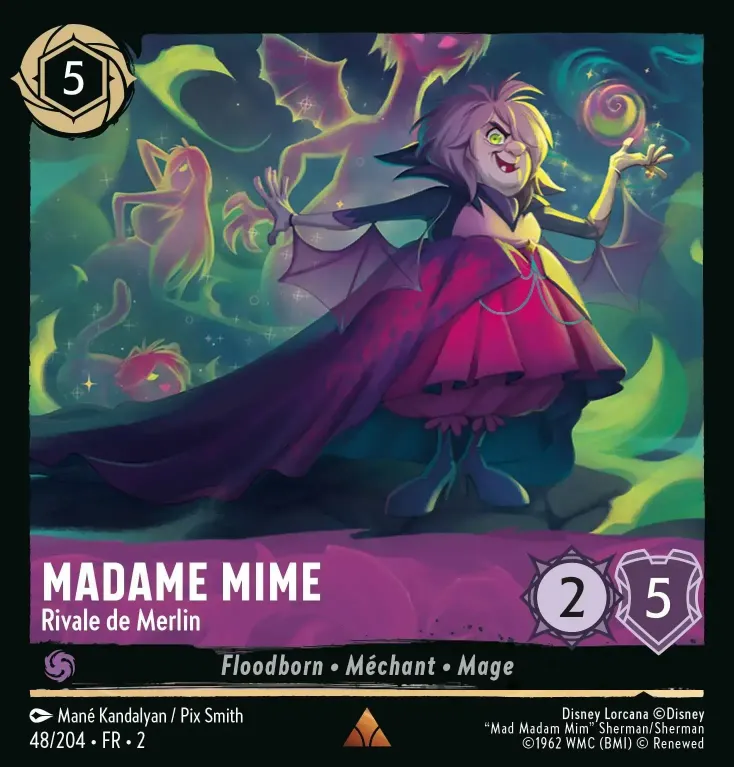 5
MADAME MIME
Rivale de Merlin
2
5
Floodborn • Méchant • Mage
Mané Kandalyan / Pix Smith
48/204 • FR • 2
Disney Lorcana ©Disney
“Mad Madam Mim” Sherman/Sherman
©1962 WMC (BMI) © Renewed